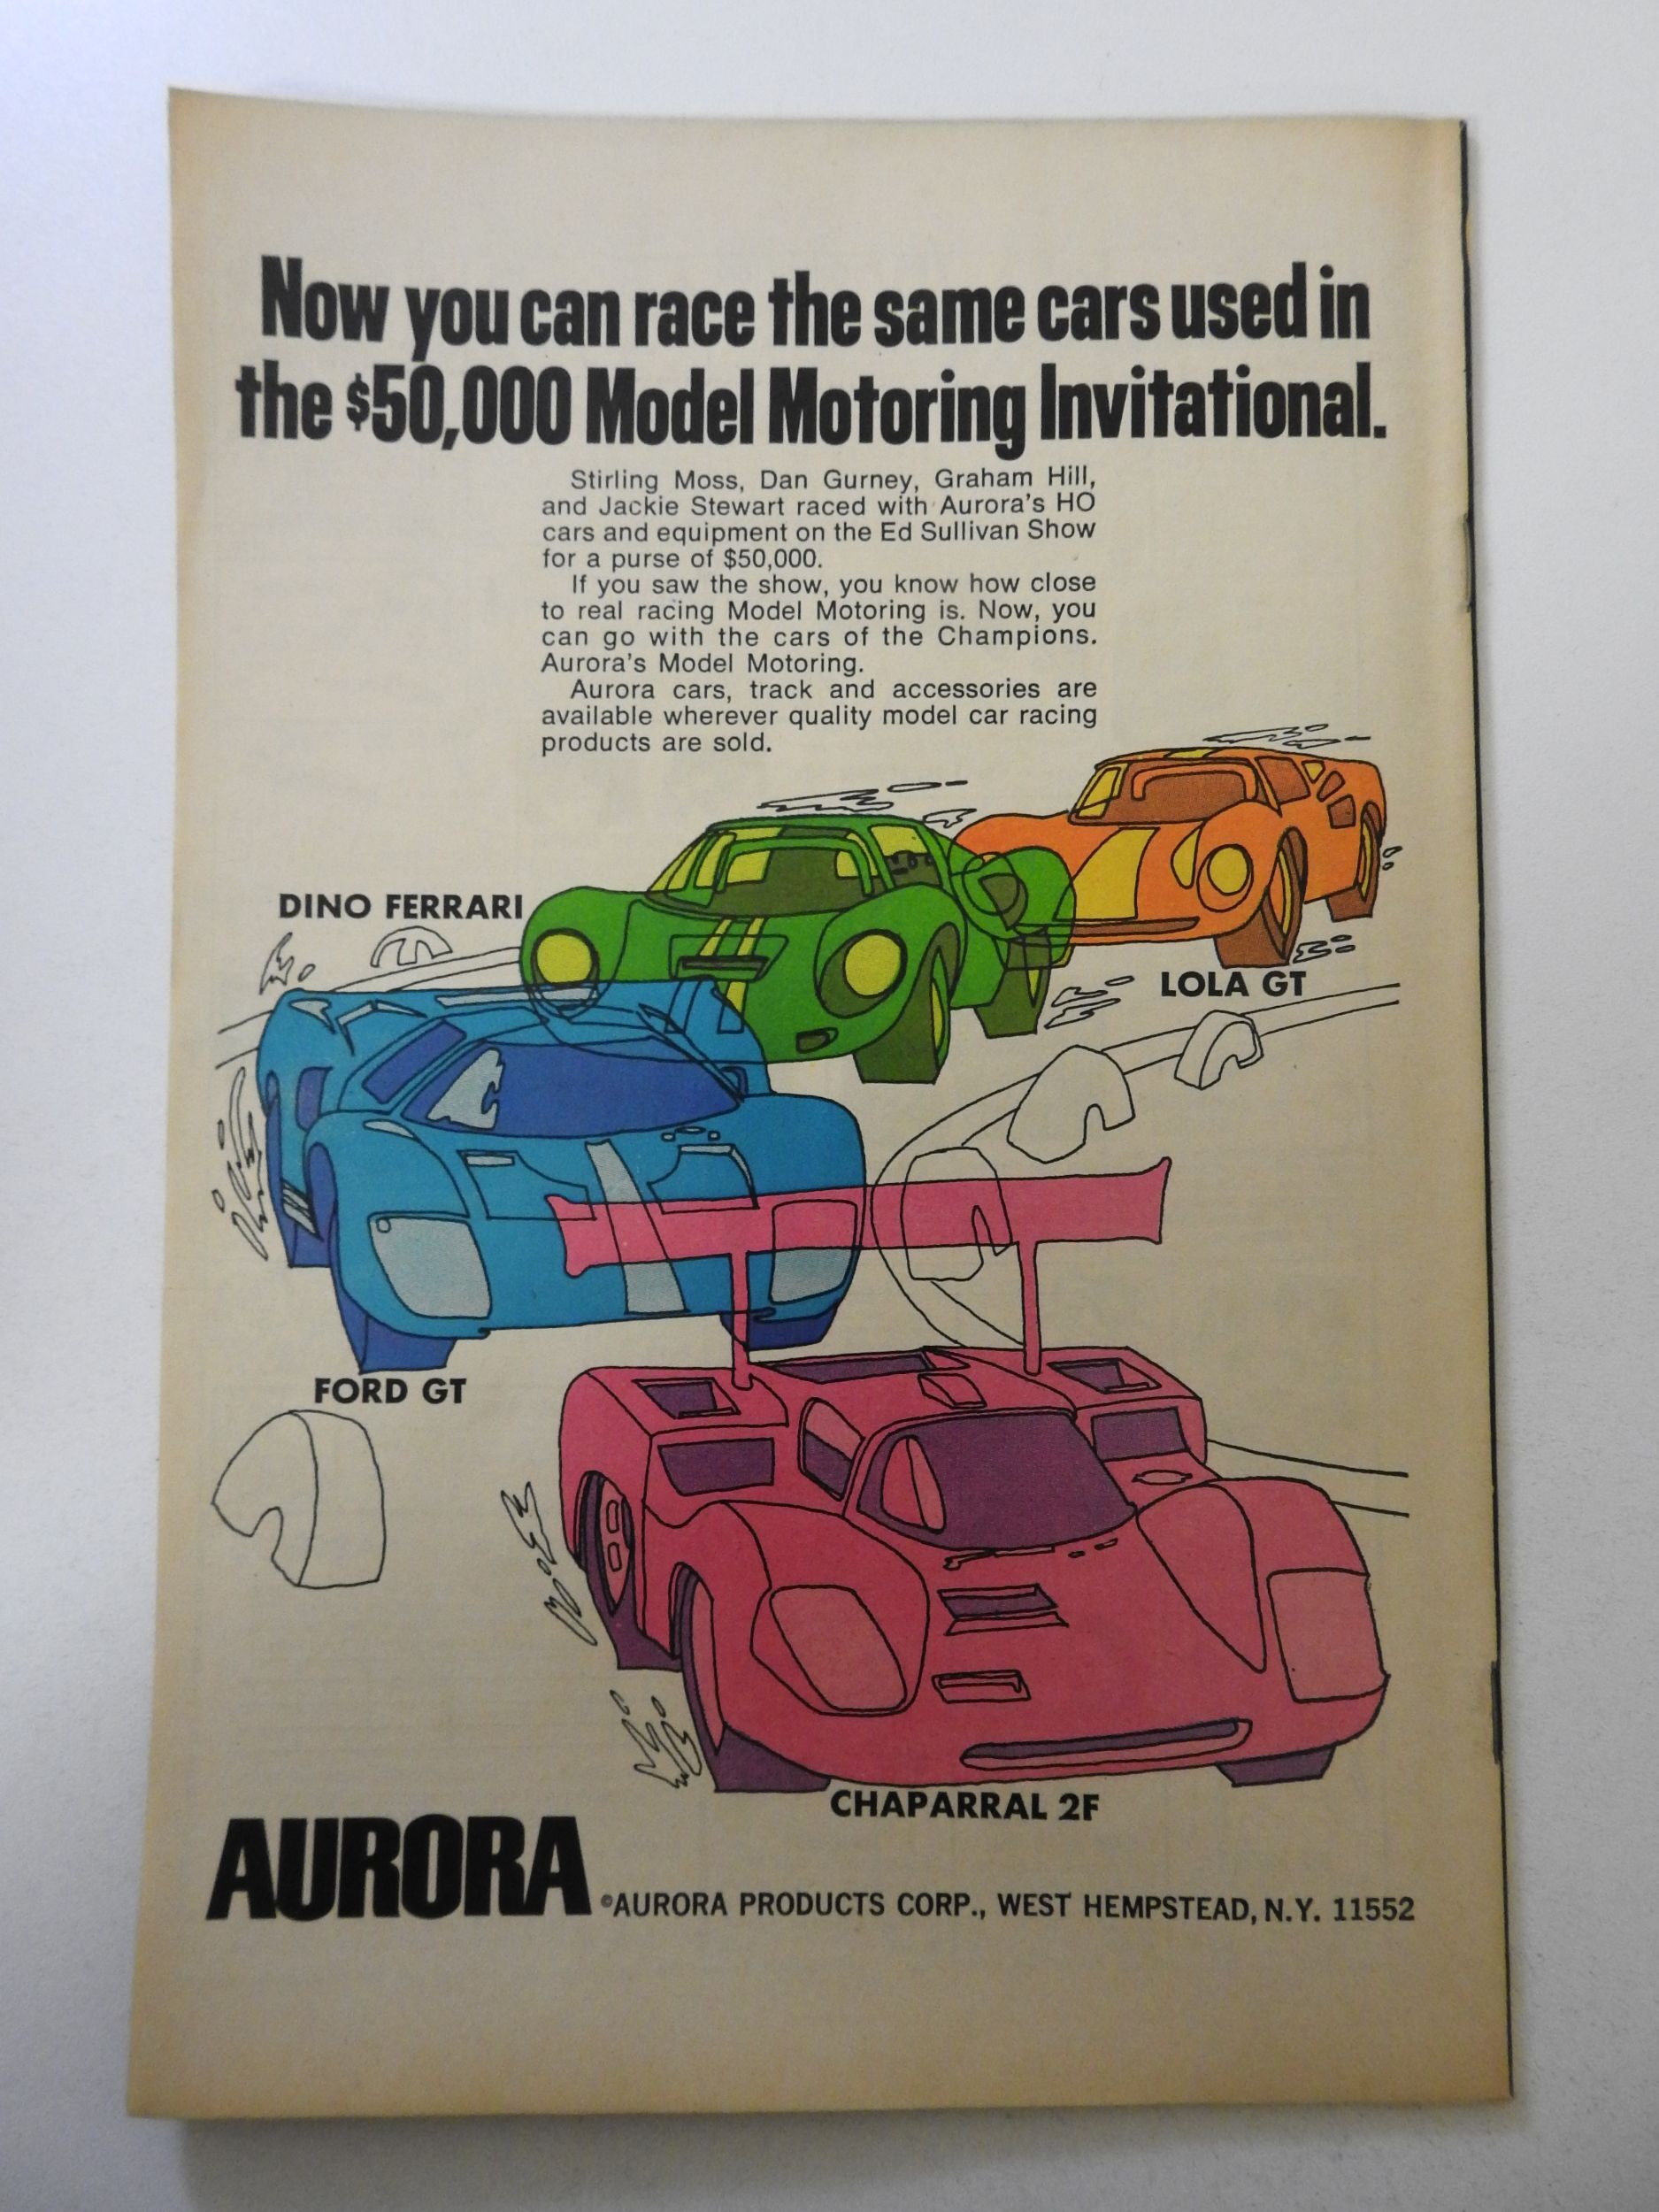 Now you can race the same cars used in
the $50,000 Model Motoring Invitational.
Stirling Moss, Dan Gurney, Graham Hill,
and Jackie Stewart raced with Aurora's HO
cars and equipment on the Ed Sullivan Show
for a purse of $50,000.
If you saw the show, you know how close
to real racing Model Motoring is. Now, you
can go with the cars of the Champions.
Aurora's Model Motoring.
Aurora cars, track and accessories are
available wherever quality model car racing
products are sold.
DINO FERRARI
LOLA GT
FORD GT
CHAPARRAL 2F
AURORA
©AURORA PRODUCTS CORP., WEST HEMPSTEAD, N.Y. 11552